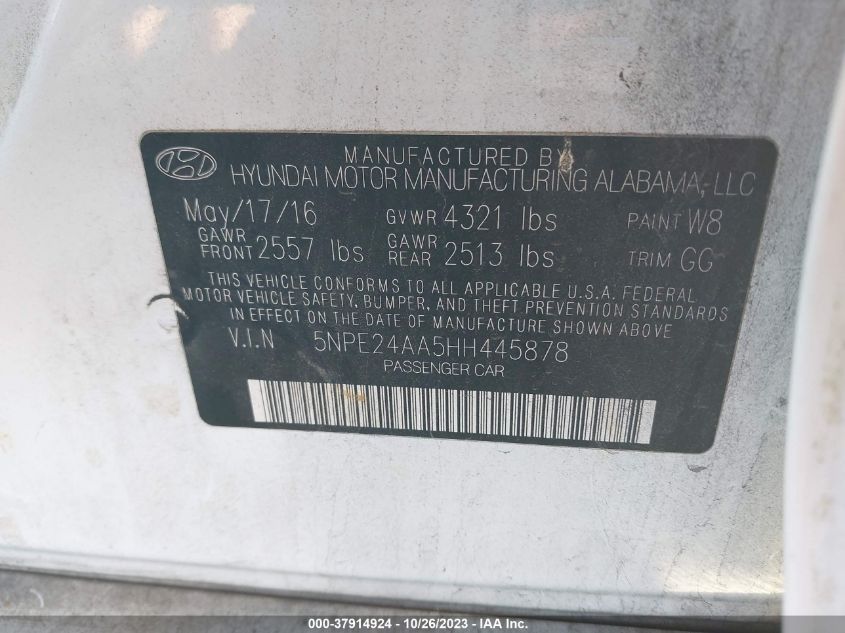 MANUFACTURED BY
HYUNDAI MOTOR MANUFACTURING ALABAMA, LLC
May/17/16 GVWR 4321 lbs PAINT W8
GAWR FRONT 2557 lbs GAWR REAR 2513 lbs TRIM GG
THIS VEHICLE CONFORMS TO ALL APPLICABLE U.S.A. FEDERAL
MOTOR VEHICLE SAFETY, BUMPER, AND THEFT PREVENTION STANDARDS
IN EFFECT ON THE DATE OF MANUFACTURE SHOWN ABOVE
V.I.N 5NPE24AA5HH445878
PASSENGER CAR
000-37914924 | 10/26/2023 - IAA Inc.